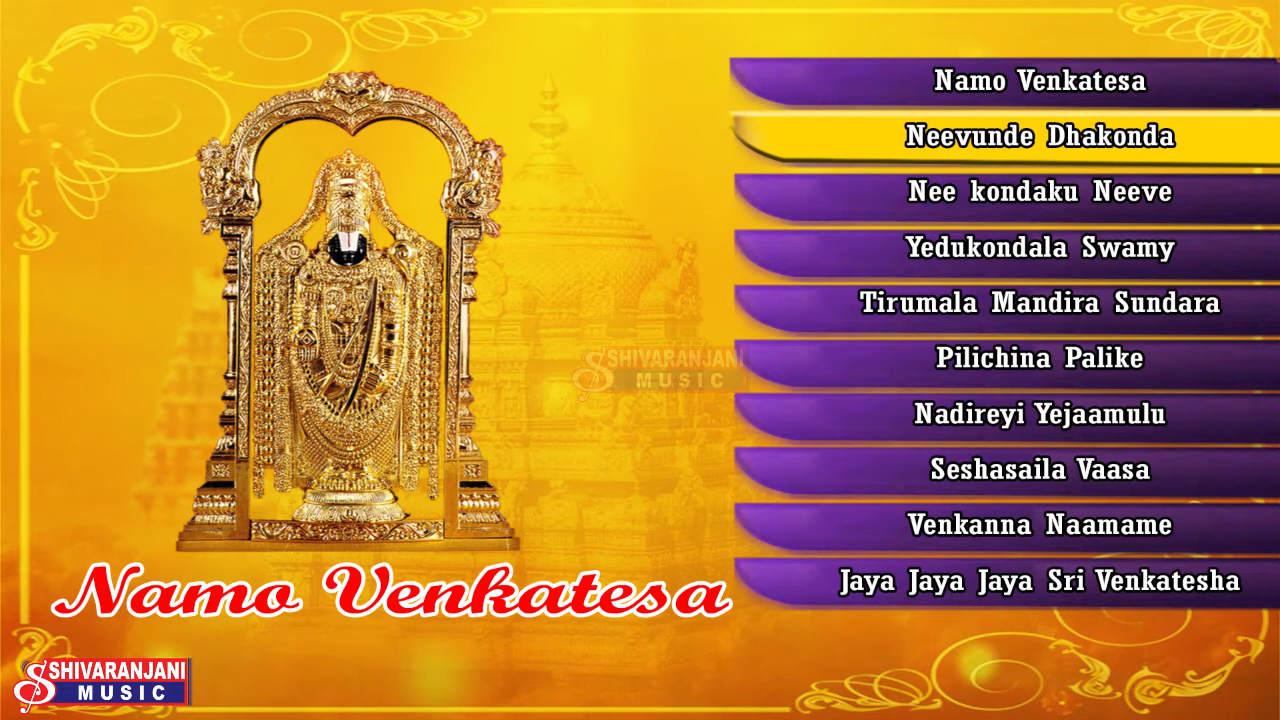 Namo Venkatesa
Neevunde Dhakonda
Nee kondaku Neeve
Yedukondala Swamy
Tirumala Mandira Sundara
SHIVARANJANI
MUSIC
Pilichina Palike
Nadireyi Yejaamulu
Seshasaila Vaasa
Venkanna Naamame
Jaya Jaya Jaya Sri Venkatesha
Namo Venkatesa
SHIVARANJANI
MUSIC